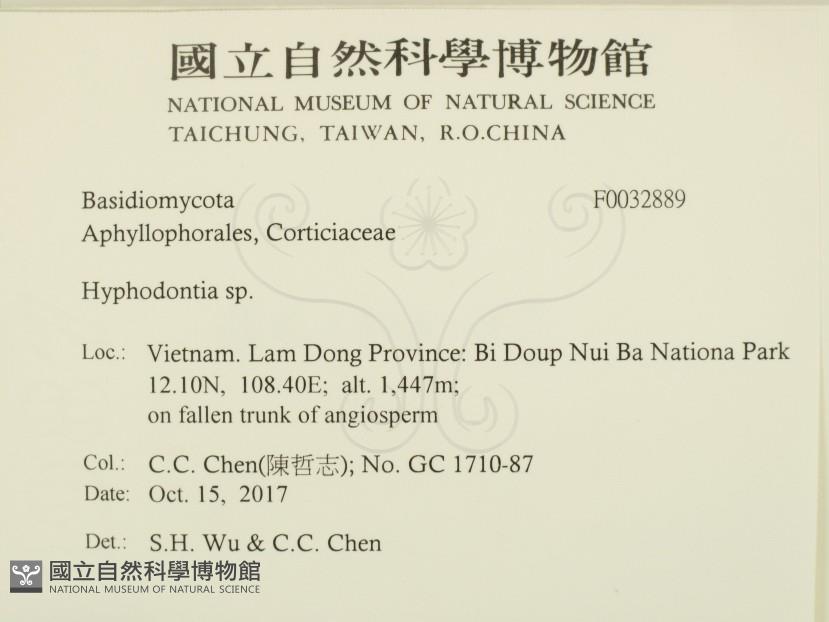 國立自然科學博物館
NATIONAL MUSEUM OF NATURAL SCIENCE
TAICHUNG, TAIWAN, R.O.CHINA
Basidiomycota F0032889
Aphyllophorales, Corticiaceae
Hyphodontia sp.
Loc.: Vietnam. Lam Dong Province: Bi Doup Nui Ba Nationa Park
12.10N, 108.40E; alt. 1,447m;
on fallen trunk of angiosperm
Col.: C.C. Chen(陳哲志); No. GC 1710-87
Date: Oct. 15, 2017
Det.: S.H. Wu & C.C. Chen
國立自然科學博物館
NATIONAL MUSEUM OF NATURAL SCIENCE